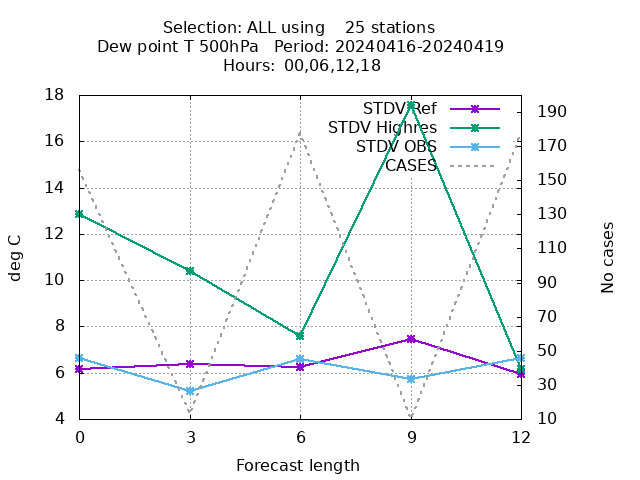 Selection: ALL using    25 stations
Dew point T 500hPa   Period: 20240416-20240419
Hours: 00,06,12,18
STDV Ref
STDV Highres
STDV OBS
CASES
18
16
14
12
10
8
6
4
190
170
150
130
110
90
70
50
30
10
deg C
No cases
0 3 6 9 12
Forecast length